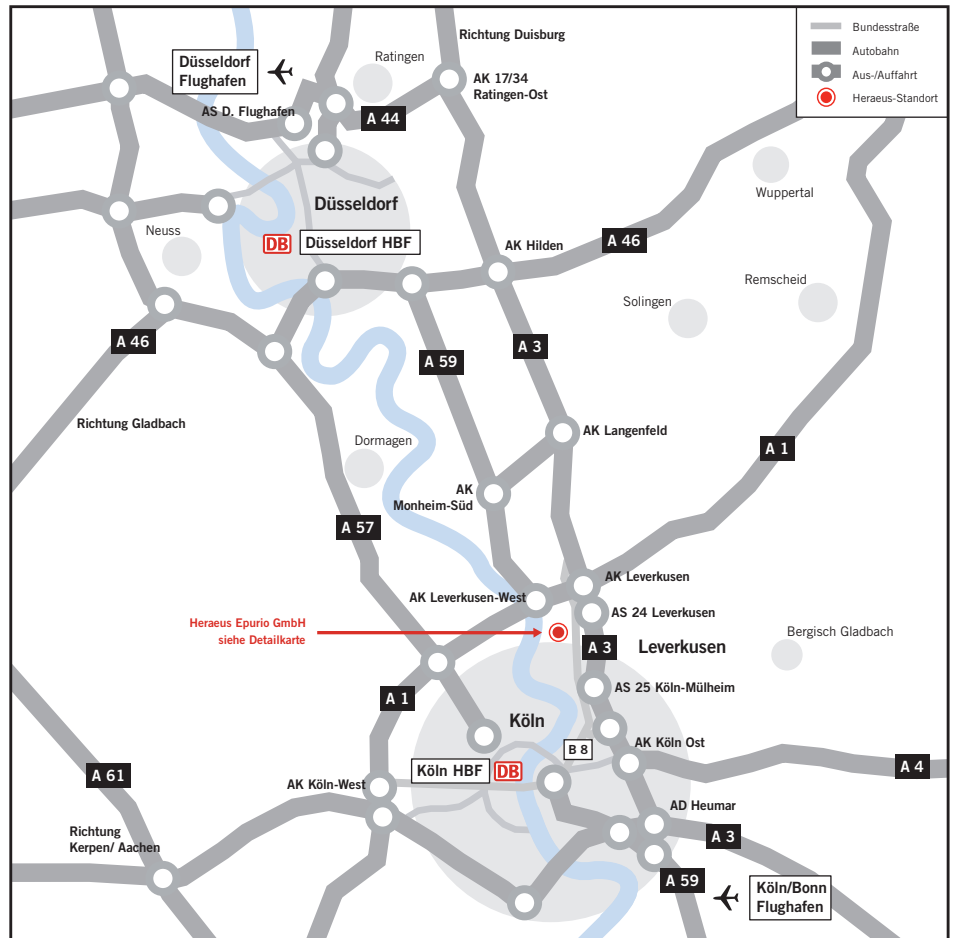 Richtung Duisburg
Bundesstraße
Autobahn
Aus-/Auffahrt
Heraeus-Standort
Düsseldorf
Flughafen
Ratingen
AK 17/34
Ratingen-Ost
AS D. Flughafen
A 44
Wuppertal
Düsseldorf
Neuss
DB
Düsseldorf HBF
AK Hilden
A 46
Remscheid
Solingen
A 46
A 59
A 3
Richtung Gladbach
Dormagen
AK Langenfeld
A 1
AK
Monheim-Süd
A 57
AK Leverkusen
AK Leverkusen-West
AS 24 Leverkusen
Heraeus Epurio GmbH
siehe Detailkarte
A 3
Leverkusen
Bergisch Gladbach
AS 25 Köln-Mülheim
A 1
Köln
B 8
AK Köln Ost
Köln HBF
DB
A 4
A 61
AK Köln-West
AD Heumar
A 3
Richtung
Kerpen/ Aachen
A 59
Köln/Bonn
Flughafen